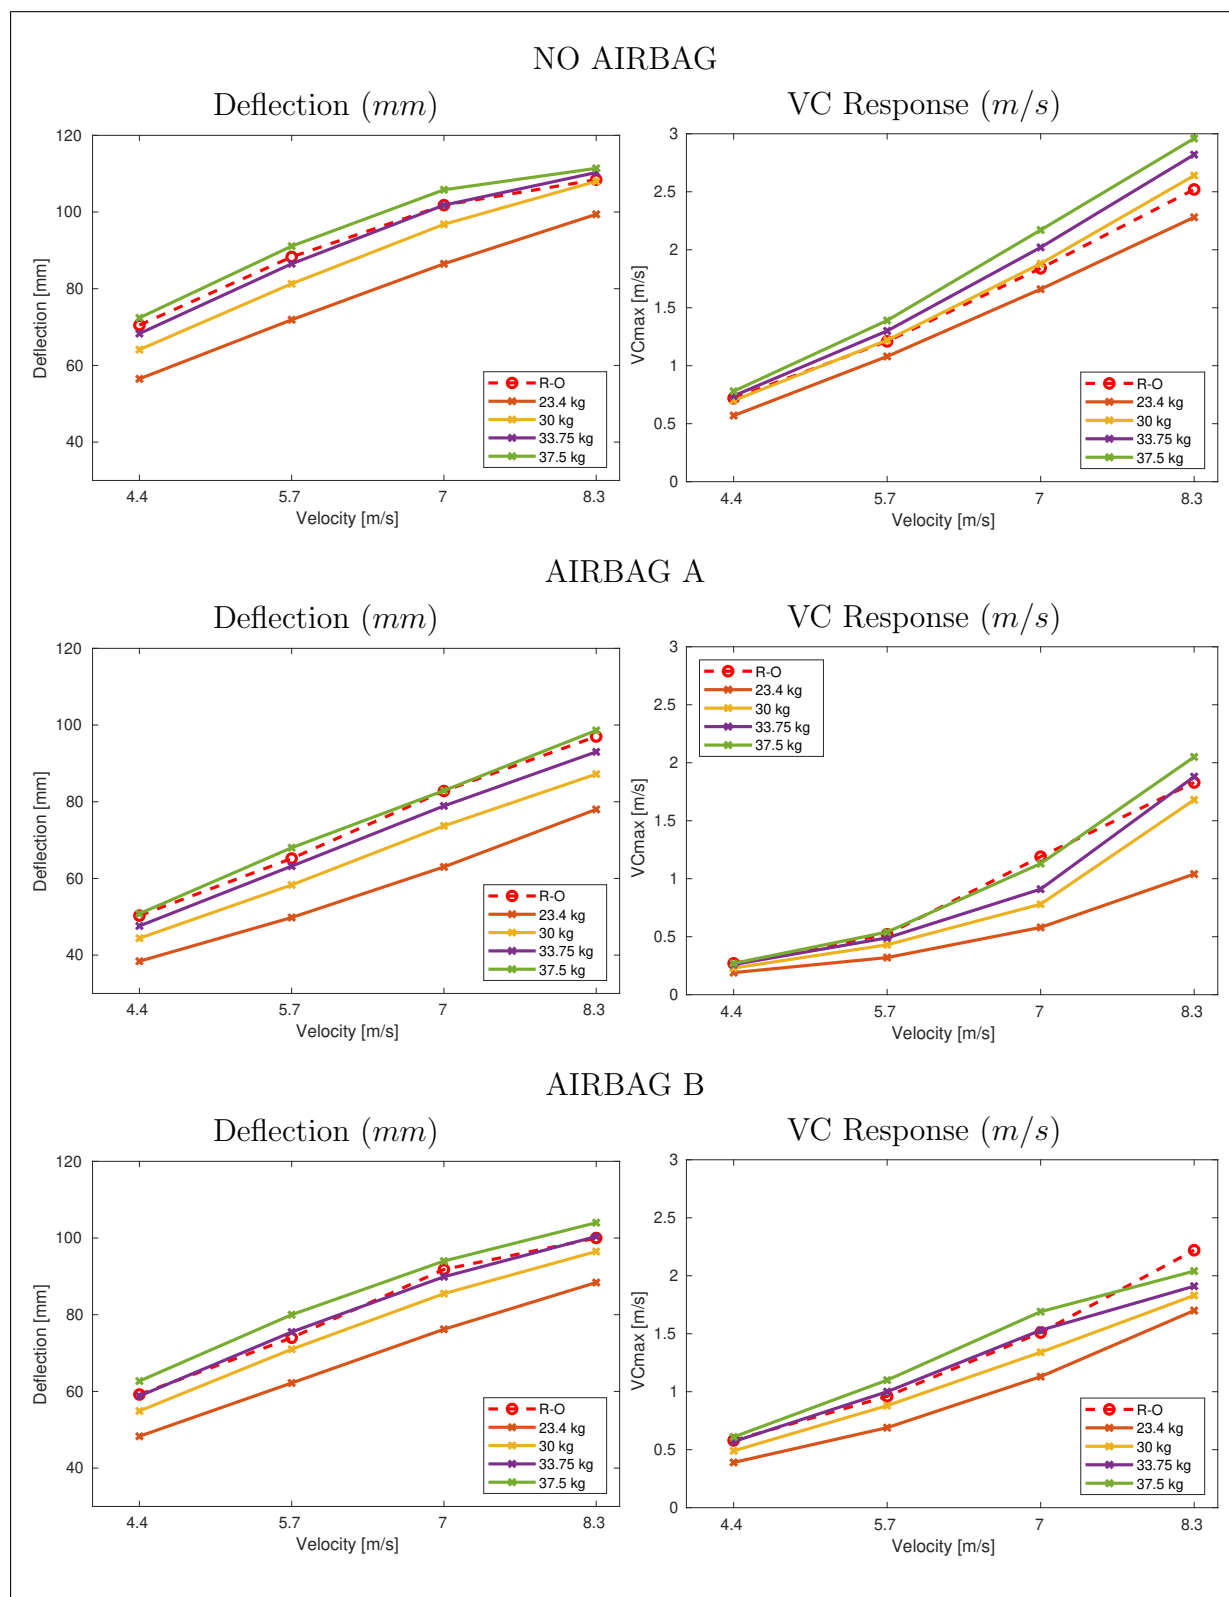 NO AIRBAG
Deflection (mm)
120
100
80
60
40
Deflection [mm]
4.4
5.7
7
8.3
Velocity [m/s]
R-O
23.4 kg
30 kg
33.75 kg
37.5 kg
VC Response (m/s)
3
2.5
2
1.5
1
0.5
0
VCmax [m/s]
4.4
5.7
7
8.3
Velocity [m/s]
R-O
23.4 kg
30 kg
33.75 kg
37.5 kg
AIRBAG A
Deflection (mm)
120
100
80
60
40
Deflection [mm]
4.4
5.7
7
8.3
Velocity [m/s]
R-O
23.4 kg
30 kg
33.75 kg
37.5 kg
VC Response (m/s)
3
2.5
2
1.5
1
0.5
0
VCmax [m/s]
4.4
5.7
7
8.3
Velocity [m/s]
R-O
23.4 kg
30 kg
33.75 kg
37.5 kg
AIRBAG B
Deflection (mm)
120
100
80
60
40
Deflection [mm]
4.4
5.7
7
8.3
Velocity [m/s]
R-O
23.4 kg
30 kg
33.75 kg
37.5 kg
VC Response (m/s)
3
2.5
2
1.5
1
0.5
0
VCmax [m/s]
4.4
5.7
7
8.3
Velocity [m/s]
R-O
23.4 kg
30 kg
33.75 kg
37.5 kg